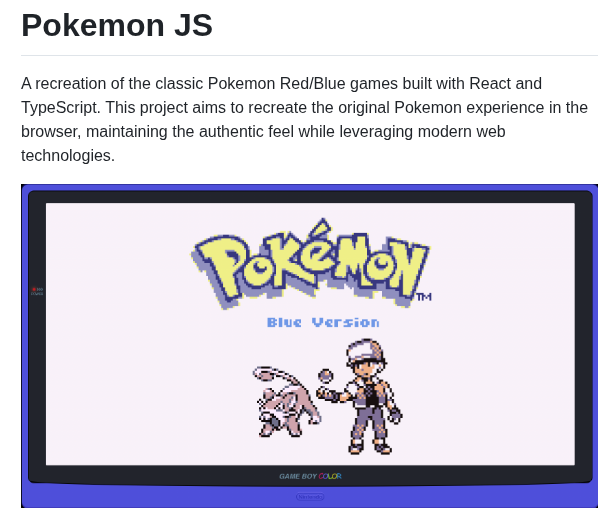 Pokemon JS
A recreation of the classic Pokemon Red/Blue games built with React and
TypeScript. This project aims to recreate the original Pokemon experience in the
browser, maintaining the authentic feel while leveraging modern web
technologies.
POKéMON TM
Blue Version
GAME BOY COLOR
Nintendo